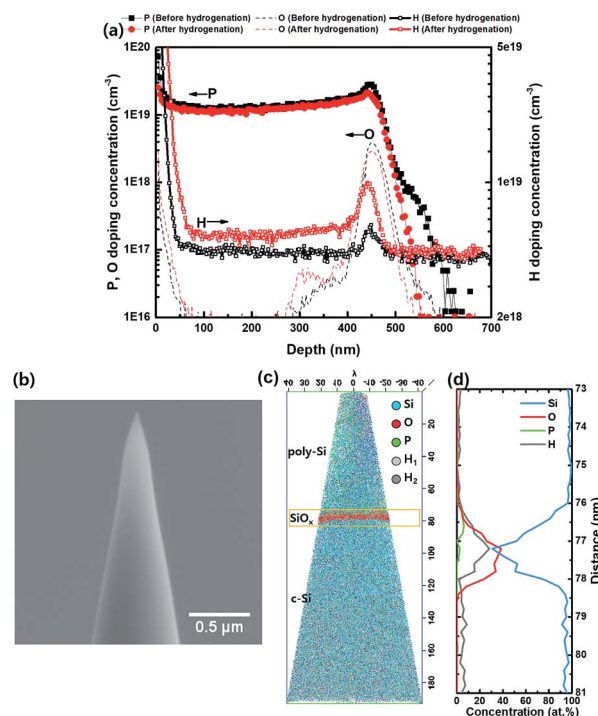 P (Before hydrogenation) O (Before hydrogenation) H (Before hydrogenation)
P (After hydrogenation) O (After hydrogenation) H (After hydrogenation)
(a)
1E20
1E19
1E18
1E17
1E16
P, O doping concentration (cm-3)
P
O
H
5e19
1e19
2e18
H doping concentration (cm-3)
0 100 200 300 400 500 600 700
Depth (nm)
(b)
0.5 µm
(c)
40 30 20 10 0 -10 -20 -30 -40
Si
O
P
H1
H2
poly-Si
SiOx
c-Si
20
40
60
80
100
120
140
160
180
(d)
Si
O
P
H
73
74
75
76
77
78
79
80
81
Distance (nm)
0 20 40 60 80 100
Concentration (at.%)